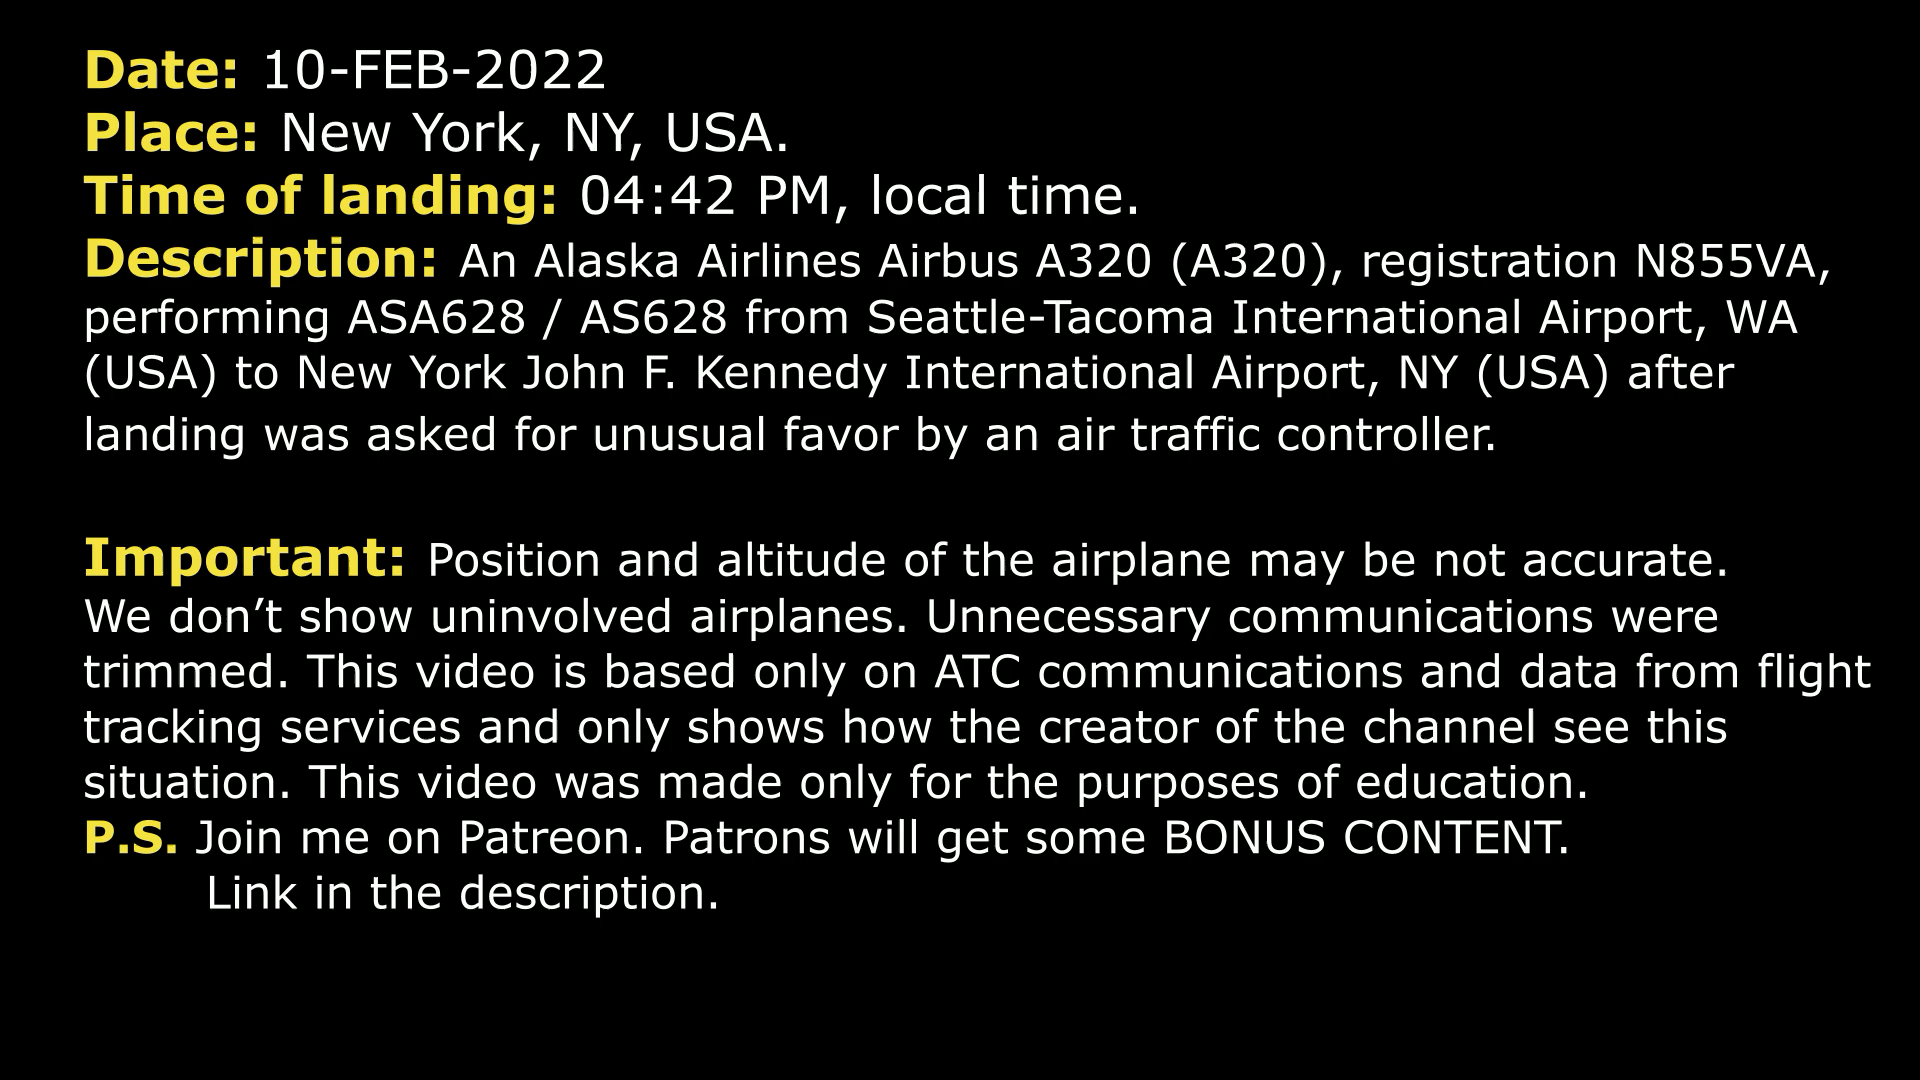 Date: 10-FEB-2022
Place: New York, NY, USA.
Time of landing: 04:42 PM, local time.
Description: An Alaska Airlines Airbus A320 (A320), registration N855VA,
performing ASA628 / AS628 from Seattle-Tacoma International Airport, WA
(USA) to New York John F. Kennedy International Airport, NY (USA) after
landing was asked for unusual favor by an air traffic controller.
Important: Position and altitude of the airplane may be not accurate.
We don’t show uninvolved airplanes. Unnecessary communications were
trimmed. This video is based only on ATC communications and data from flight
tracking services and only shows how the creator of the channel see this
situation. This video was made only for the purposes of education.
P.S. Join me on Patreon. Patrons will get some BONUS CONTENT.
Link in the description.